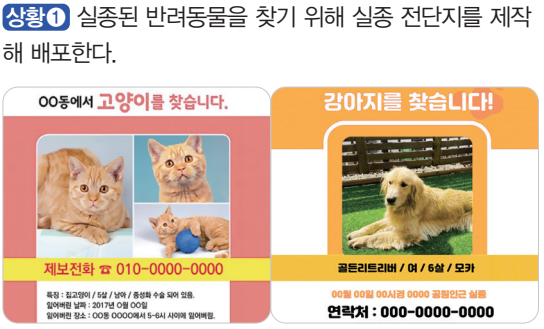 상황❶ 실종된 반려동물을 찾기 위해 실종 전단지를 제작
해 배포한다.
OO동에서 고양이를 찾습니다.
제보전화 ☎ 010-0000-0000
특징 : 집고양이 / 5살 / 남아 / 중성화 수술 되어 있음.
잃어버린 날짜 : 2017년 O월 OO일
잃어버린 장소 : OO동 OOOO에서 5~6시 사이에 잃어버림.
강아지를 찾습니다!
골든리트리버 / 여 / 6살 / 모카
00월 00일 00시경 0000 공원인근 실종
연락처 : 000-0000-0000